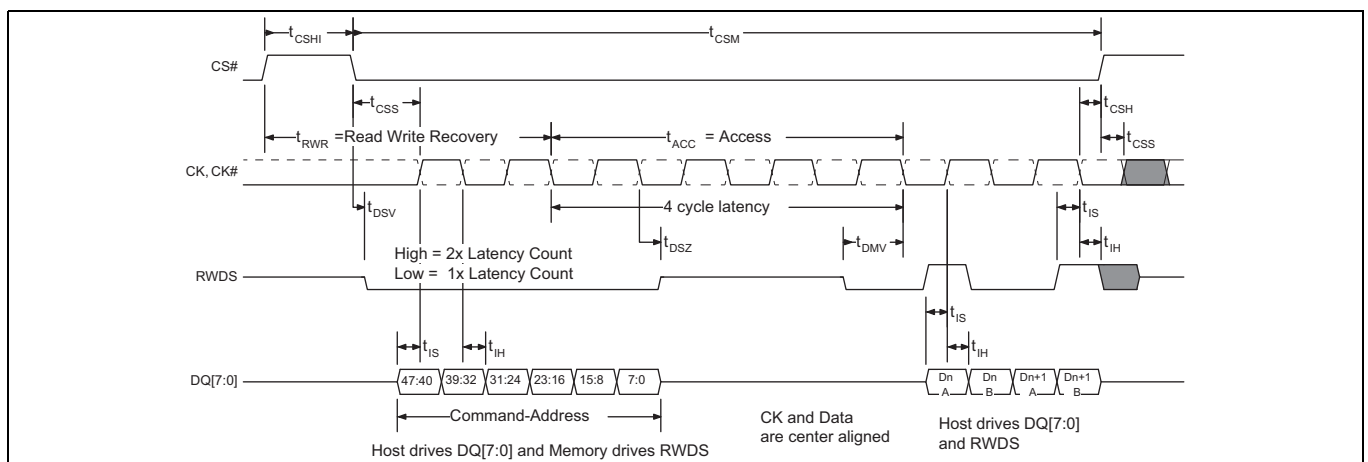 tCSHI
tCSM
CS#
tCSS
tCSH
tRWR =Read Write Recovery
tACC = Access
tCSS
CK, CK#
tDSV
4 cycle latency
tIS
tDSZ
tDMV
tIH
High = 2x Latency Count
Low = 1x Latency Count
RWDS
tIS
tIS
tIH
tIH
DQ[7:0]
47:40 39:32 31:24 23:16 15:8 7:0
Dn A Dn B Dn+1 A Dn+1 B
Command-Address
CK and Data
are center aligned
Host drives DQ[7:0]
and RWDS
Host drives DQ[7:0] and Memory drives RWDS